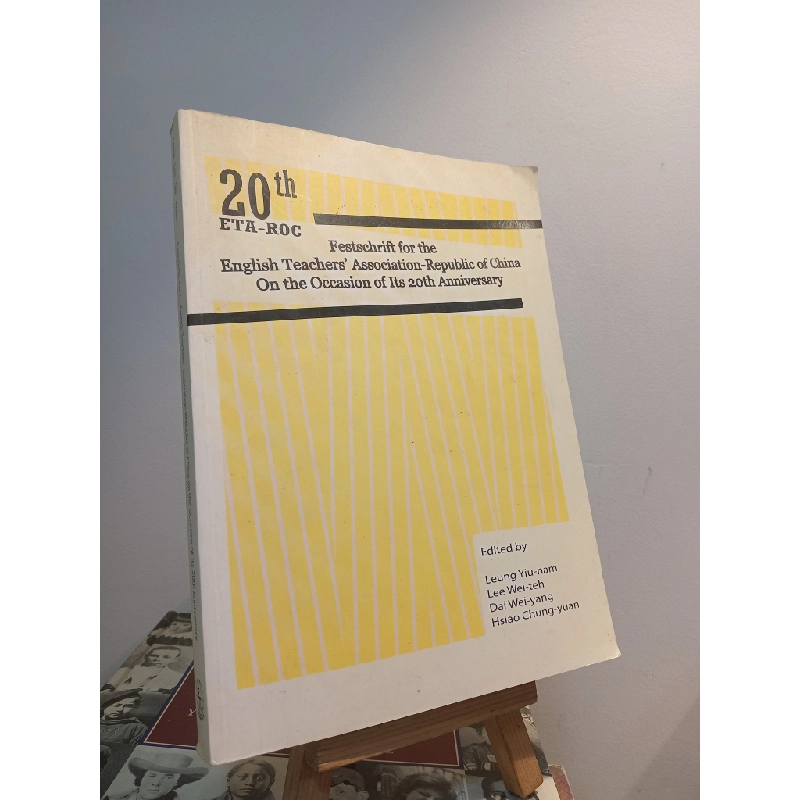 20th
ETA-ROC
Festschrift for the
English Teachers' Association-Republic of China
On the Occasion of Its 20th Anniversary
Edited by
Leung Yiu-nam
Lee Wei-teh
Dai Wei-yang
Hsiao Chung-yuan